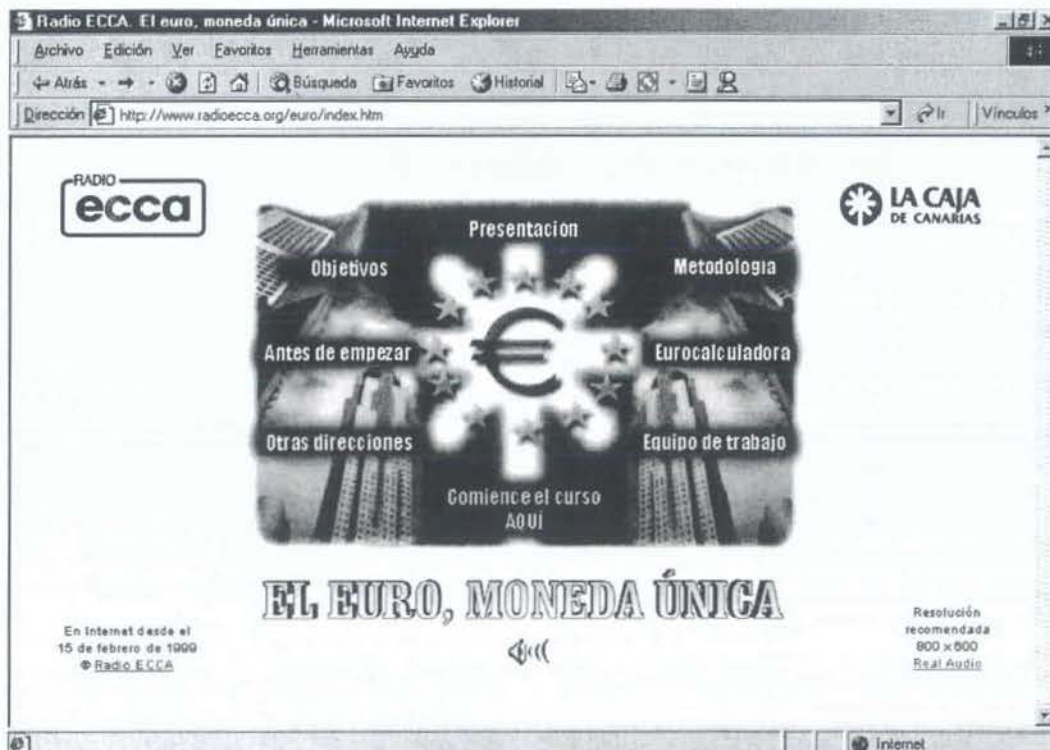 Radio ECCA. El euro, moneda única - Microsoft Internet Explorer
Archivo Edición Ver Favoritos Herramientas Ayuda
Atrás Búsqueda Favoritos Historial
Dirección http://www.radioecca.org/euro/index.htm Ir Vínculos
RADIO
ecca
LA CAJA
DE CANARIAS
Presentacion
Objetivos
Metodologia
Antes de empezar
Eurocalculadora
Otras direcciones
Equipo de trabajo
Comience el curso
AQUÍ
€
EL EURO, MONEDA ÚNICA
En Internet desde el
15 de febrero de 1999
© Radio ECCA
Resolución
recomendada
800 x 600
Real Audio
Internet